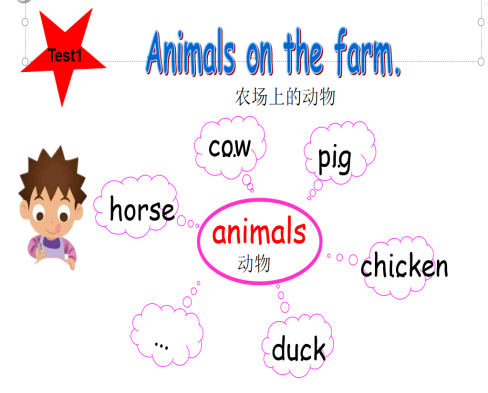 Test1
Animals on the farm.
农场上的动物
cow
pig
horse
animals
动物
chicken
...
duck